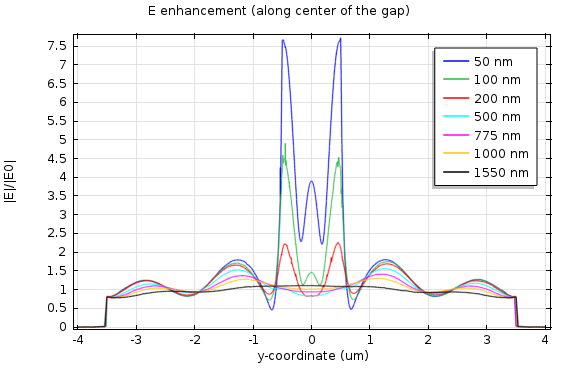 E enhancement (along center of the gap)
7.5
7
6.5
6
5.5
5
4.5
4
3.5
3
2.5
2
1.5
1
0.5
0
|E|/|E0|
50 nm
100 nm
200 nm
500 nm
775 nm
1000 nm
1550 nm
-4 -3 -2 -1 0 1 2 3 4
y-coordinate (um)